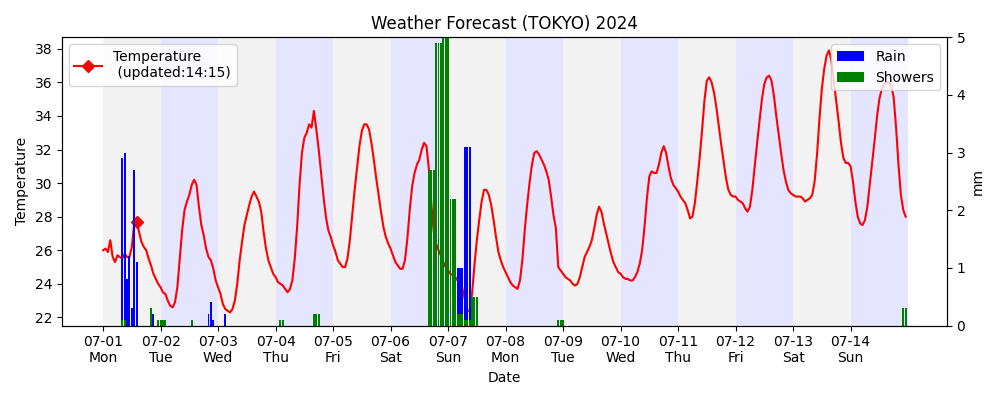 Weather Forecast (TOKYO) 2024
Temperature
(updated:14:15)
Rain
Showers
Temperature
38
36
34
32
30
28
26
24
22
5
4
3
2
1
0
mm
07-01 07-02 07-03 07-04 07-05 07-06 07-07 07-08 07-09 07-10 07-11 07-12 07-13 07-14
Mon Tue Wed Thu Fri Sat Sun Mon Tue Wed Thu Fri Sat Sun
Date